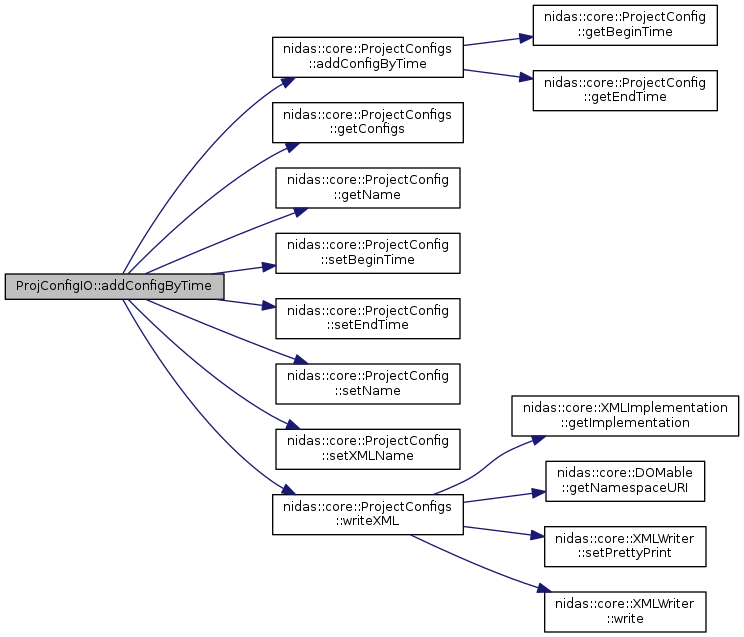 ProjConfigIO::addConfigByTime
nidas::core::ProjectConfigs
::addConfigByTime
nidas::core::ProjectConfig
::getBeginTime
nidas::core::ProjectConfig
::getEndTime
nidas::core::ProjectConfigs
::getConfigs
nidas::core::ProjectConfig
::getName
nidas::core::ProjectConfig
::setBeginTime
nidas::core::ProjectConfig
::setEndTime
nidas::core::ProjectConfig
::setName
nidas::core::ProjectConfig
::setXMLName
nidas::core::ProjectConfigs
::writeXML
nidas::core::XMLImplementation
::getImplementation
nidas::core::DOMable
::getNamespaceURI
nidas::core::XMLWriter
::setPrettyPrint
nidas::core::XMLWriter
::write